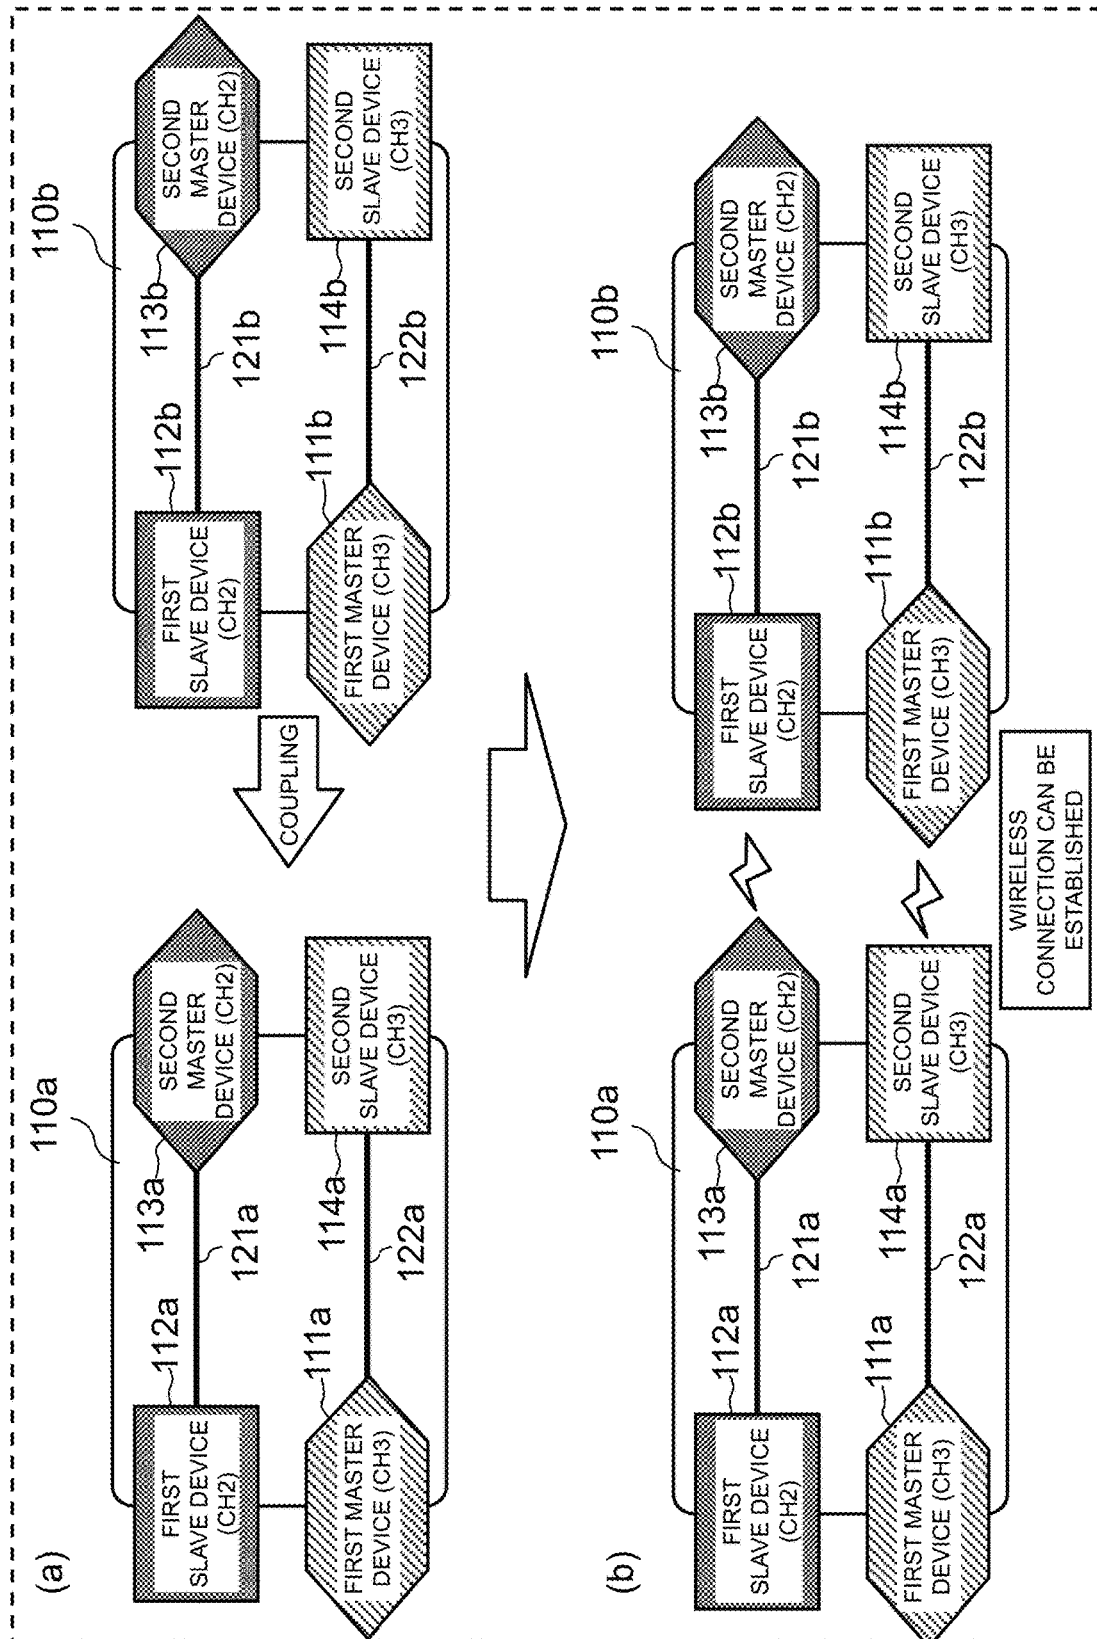 (a)
110a
112a
113a
FIRST
SLAVE DEVICE
(CH2)
121a
SECOND
MASTER
DEVICE (CH2)
111a
114a
FIRST MASTER
DEVICE (CH3)
122a
SECOND
SLAVE DEVICE
(CH3)
COUPLING
110b
112b
113b
FIRST
SLAVE DEVICE
(CH2)
121b
SECOND
MASTER
DEVICE (CH2)
111b
114b
FIRST MASTER
DEVICE (CH3)
122b
SECOND
SLAVE DEVICE
(CH3)
(b)
110a
112a
113a
FIRST
SLAVE DEVICE
(CH2)
121a
SECOND
MASTER
DEVICE (CH2)
111a
114a
FIRST MASTER
DEVICE (CH3)
122a
SECOND
SLAVE DEVICE
(CH3)
110b
112b
113b
FIRST
SLAVE DEVICE
(CH2)
121b
SECOND
MASTER
DEVICE (CH2)
111b
114b
FIRST MASTER
DEVICE (CH3)
122b
SECOND
SLAVE DEVICE
(CH3)
WIRELESS
CONNECTION CAN BE
ESTABLISHED